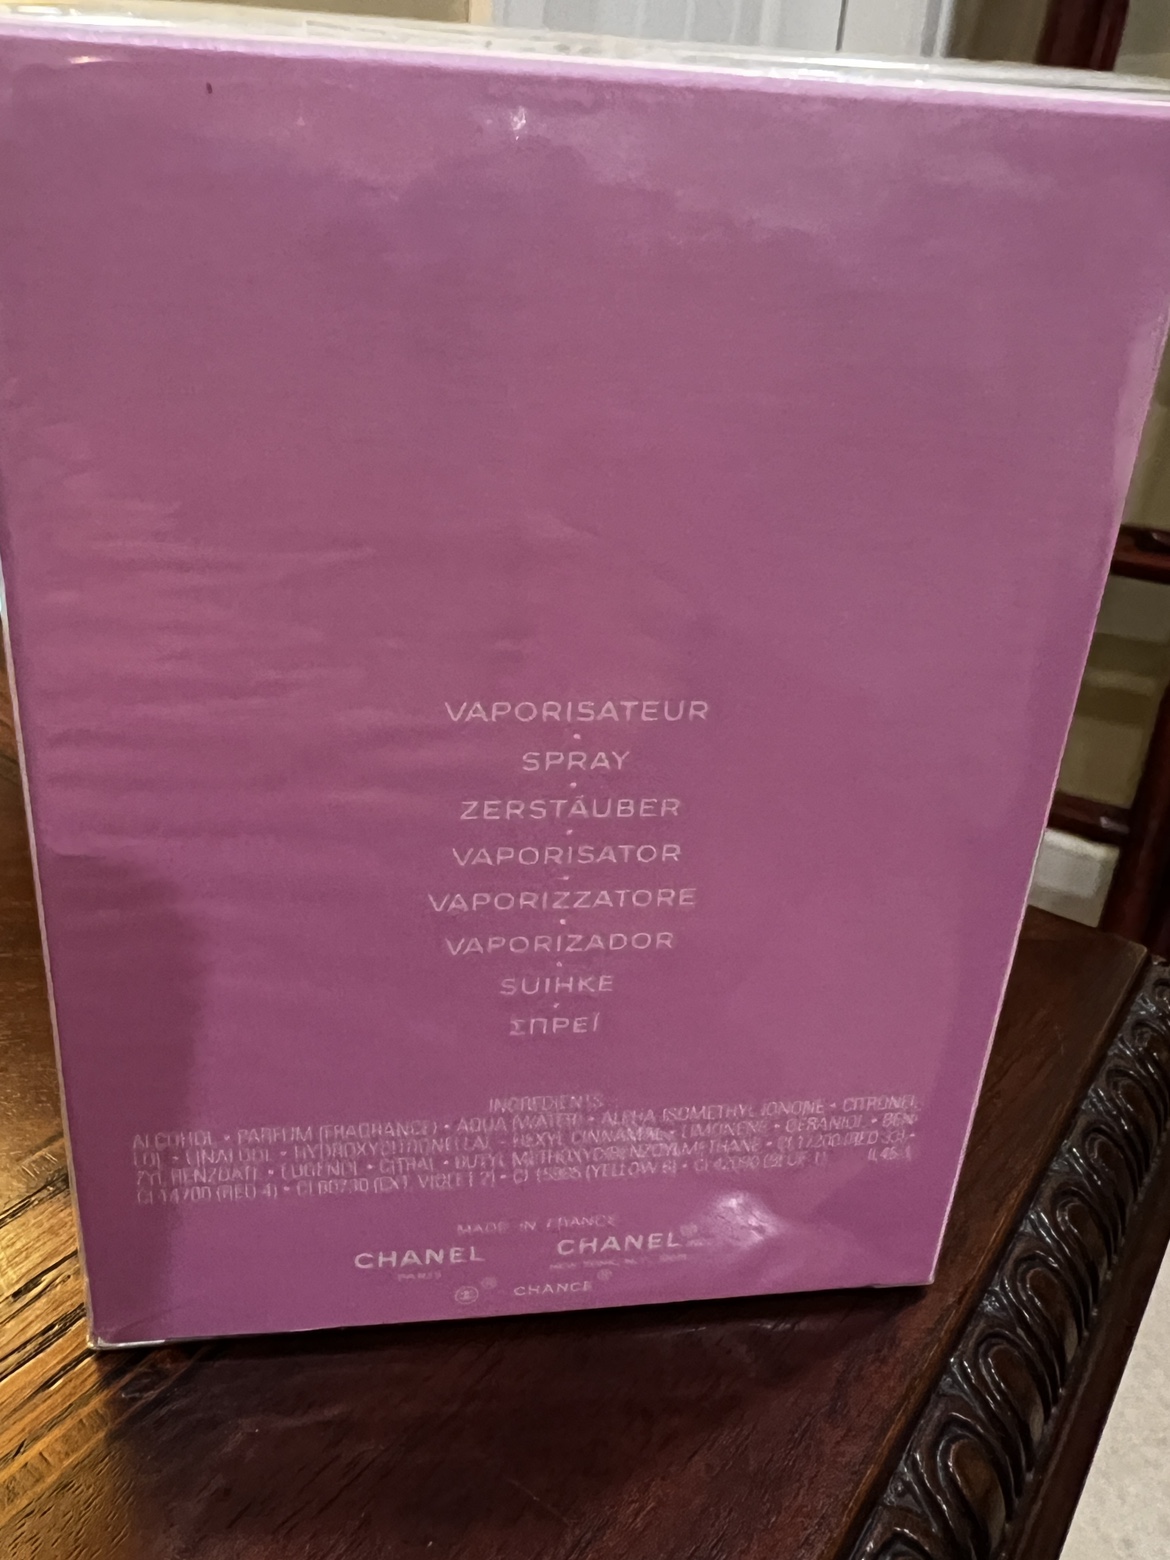 VAPORISATEUR
SPRAY
ZERSTÄUBER
VAPORISATOR
VAPORIZZATORE
VAPORIZADOR
SUIHKE
ΣΠΡΕΪ
INGREDIENTS
ALCOHOL • PARFUM (FRAGRANCE) • AQUA (WATER) • ALPHA ISOMETHYL IONONE • CITRONEL
LOL • LINALOOL • HYDROXYCITRONELLAL • HEXYL CINNAMAL • LIMONENE • GERANIOL • BEN
ZYL BENZOATE • EUGENOL • CITRAL • BUTYL METHOXYDIBENZOYLMETHANE • CI 17200 (RED 33) •
CI 14700 (RED 4) • CI 60730 (EXT. VIOLET 2) • CI 15985 (YELLOW 6) • CI 42090 (BLUE 1)
MADE IN FRANCE
CHANEL CHANEL
PARIS
CHANCE